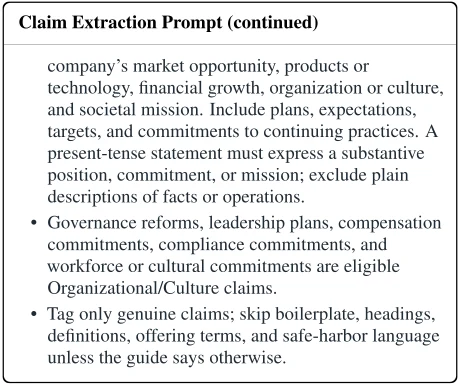 Claim Extraction Prompt (continued)
company’s market opportunity, products or
technology, financial growth, organization or culture,
and societal mission. Include plans, expectations,
targets, and commitments to continuing practices. A
present-tense statement must express a substantive
position, commitment, or mission; exclude plain
descriptions of facts or operations.
• Governance reforms, leadership plans, compensation
commitments, compliance commitments, and
workforce or cultural commitments are eligible
Organizational/Culture claims.
• Tag only genuine claims; skip boilerplate, headings,
definitions, offering terms, and safe-harbor language
unless the guide says otherwise.